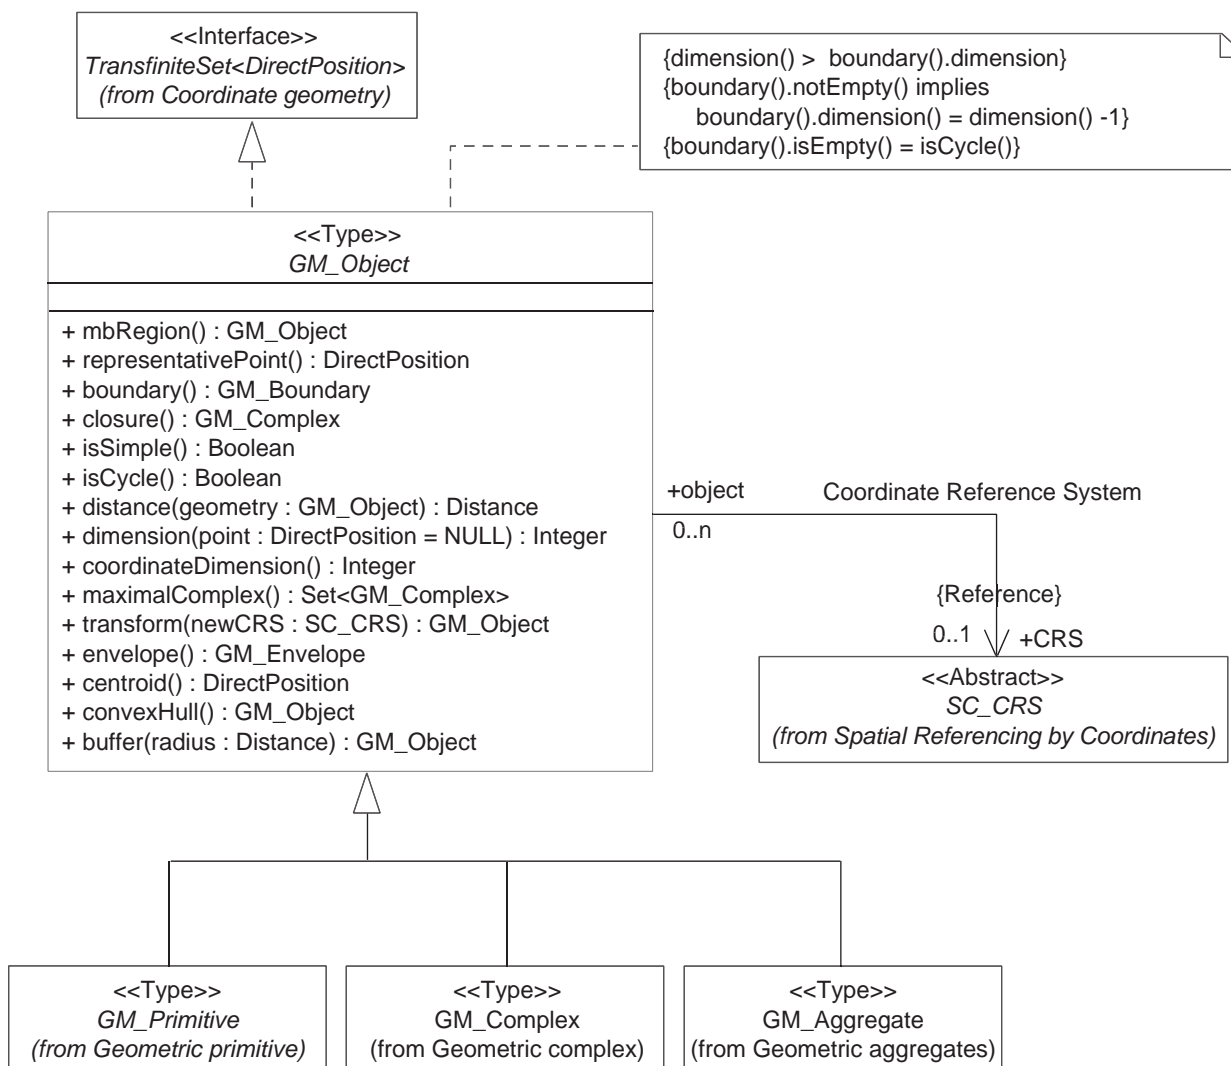 <<Interface>>
TransfiniteSet<DirectPosition>
(from Coordinate geometry)
{dimension() > boundary().dimension}
{boundary().notEmpty() implies
boundary().dimension() = dimension() -1}
{boundary().isEmpty() = isCycle()}
<<Type>>
GM_Object
+ mbRegion() : GM_Object
+ representativePoint() : DirectPosition
+ boundary() : GM_Boundary
+ closure() : GM_Complex
+ isSimple() : Boolean
+ isCycle() : Boolean
+ distance(geometry : GM_Object) : Distance
+ dimension(point : DirectPosition = NULL) : Integer
+ coordinateDimension() : Integer
+ maximalComplex() : Set<GM_Complex>
+ transform(newCRS : SC_CRS) : GM_Object
+ envelope() : GM_Envelope
+ centroid() : DirectPosition
+ convexHull() : GM_Object
+ buffer(radius : Distance) : GM_Object
+object
Coordinate Reference System
0..n
{Reference}
0..1
+CRS
<<Abstract>>
SC_CRS
(from Spatial Referencing by Coordinates)
<<Type>>
GM_Primitive
(from Geometric primitive)
<<Type>>
GM_Complex
(from Geometric complex)
<<Type>>
GM_Aggregate
(from Geometric aggregates)